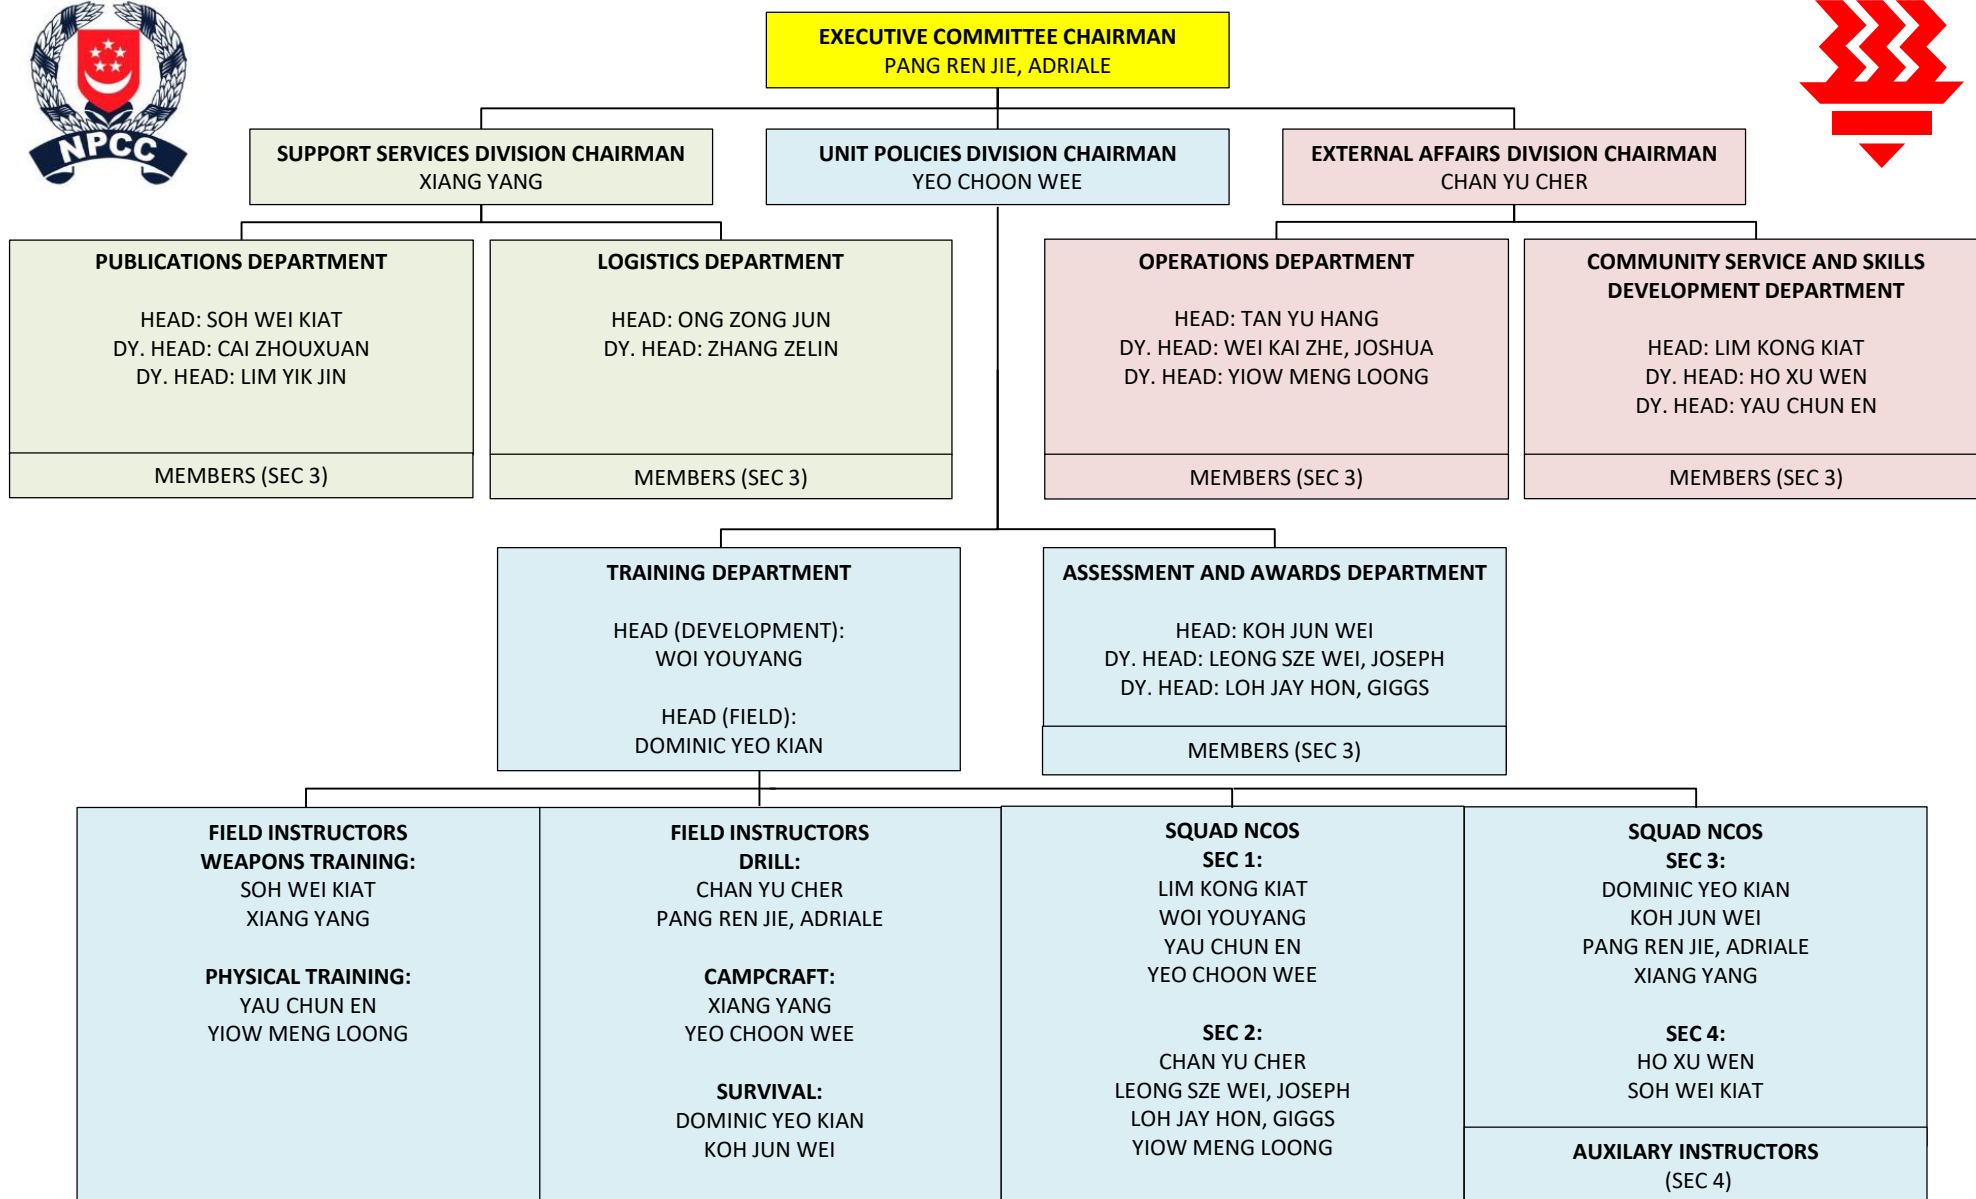 NPCC
EXECUTIVE COMMITTEE CHAIRMAN
PANG REN JIE, ADRIALE
SUPPORT SERVICES DIVISION CHAIRMAN
XIANG YANG
UNIT POLICIES DIVISION CHAIRMAN
YEO CHOON WEE
EXTERNAL AFFAIRS DIVISION CHAIRMAN
CHAN YU CHER
PUBLICATIONS DEPARTMENT
HEAD: SOH WEI KIAT
DY. HEAD: CAI ZHOUXUAN
DY. HEAD: LIM YIK JIN
MEMBERS (SEC 3)
LOGISTICS DEPARTMENT
HEAD: ONG ZONG JUN
DY. HEAD: ZHANG ZELIN
MEMBERS (SEC 3)
OPERATIONS DEPARTMENT
HEAD: TAN YU HANG
DY. HEAD: WEI KAI ZHE, JOSHUA
DY. HEAD: YIOW MENG LOONG
MEMBERS (SEC 3)
COMMUNITY SERVICE AND SKILLS
DEVELOPMENT DEPARTMENT
HEAD: LIM KONG KIAT
DY. HEAD: HO XU WEN
DY. HEAD: YAU CHUN EN
MEMBERS (SEC 3)
TRAINING DEPARTMENT
HEAD (DEVELOPMENT):
WOI YOUYANG
HEAD (FIELD):
DOMINIC YEO KIAN
ASSESSMENT AND AWARDS DEPARTMENT
HEAD: KOH JUN WEI
DY. HEAD: LEONG SZE WEI, JOSEPH
DY. HEAD: LOH JAY HON, GIGGS
MEMBERS (SEC 3)
FIELD INSTRUCTORS
WEAPONS TRAINING:
SOH WEI KIAT
XIANG YANG
PHYSICAL TRAINING:
YAU CHUN EN
YIOW MENG LOONG
FIELD INSTRUCTORS
DRILL:
CHAN YU CHER
PANG REN JIE, ADRIALE
CAMPCRAFT:
XIANG YANG
YEO CHOON WEE
SURVIVAL:
DOMINIC YEO KIAN
KOH JUN WEI
SQUAD NCOS
SEC 1:
LIM KONG KIAT
WOI YOUYANG
YAU CHUN EN
YEO CHOON WEE
SEC 2:
CHAN YU CHER
LEONG SZE WEI, JOSEPH
LOH JAY HON, GIGGS
YIOW MENG LOONG
SQUAD NCOS
SEC 3:
DOMINIC YEO KIAN
KOH JUN WEI
PANG REN JIE, ADRIALE
XIANG YANG
SEC 4:
HO XU WEN
SOH WEI KIAT
AUXILARY INSTRUCTORS
(SEC 4)